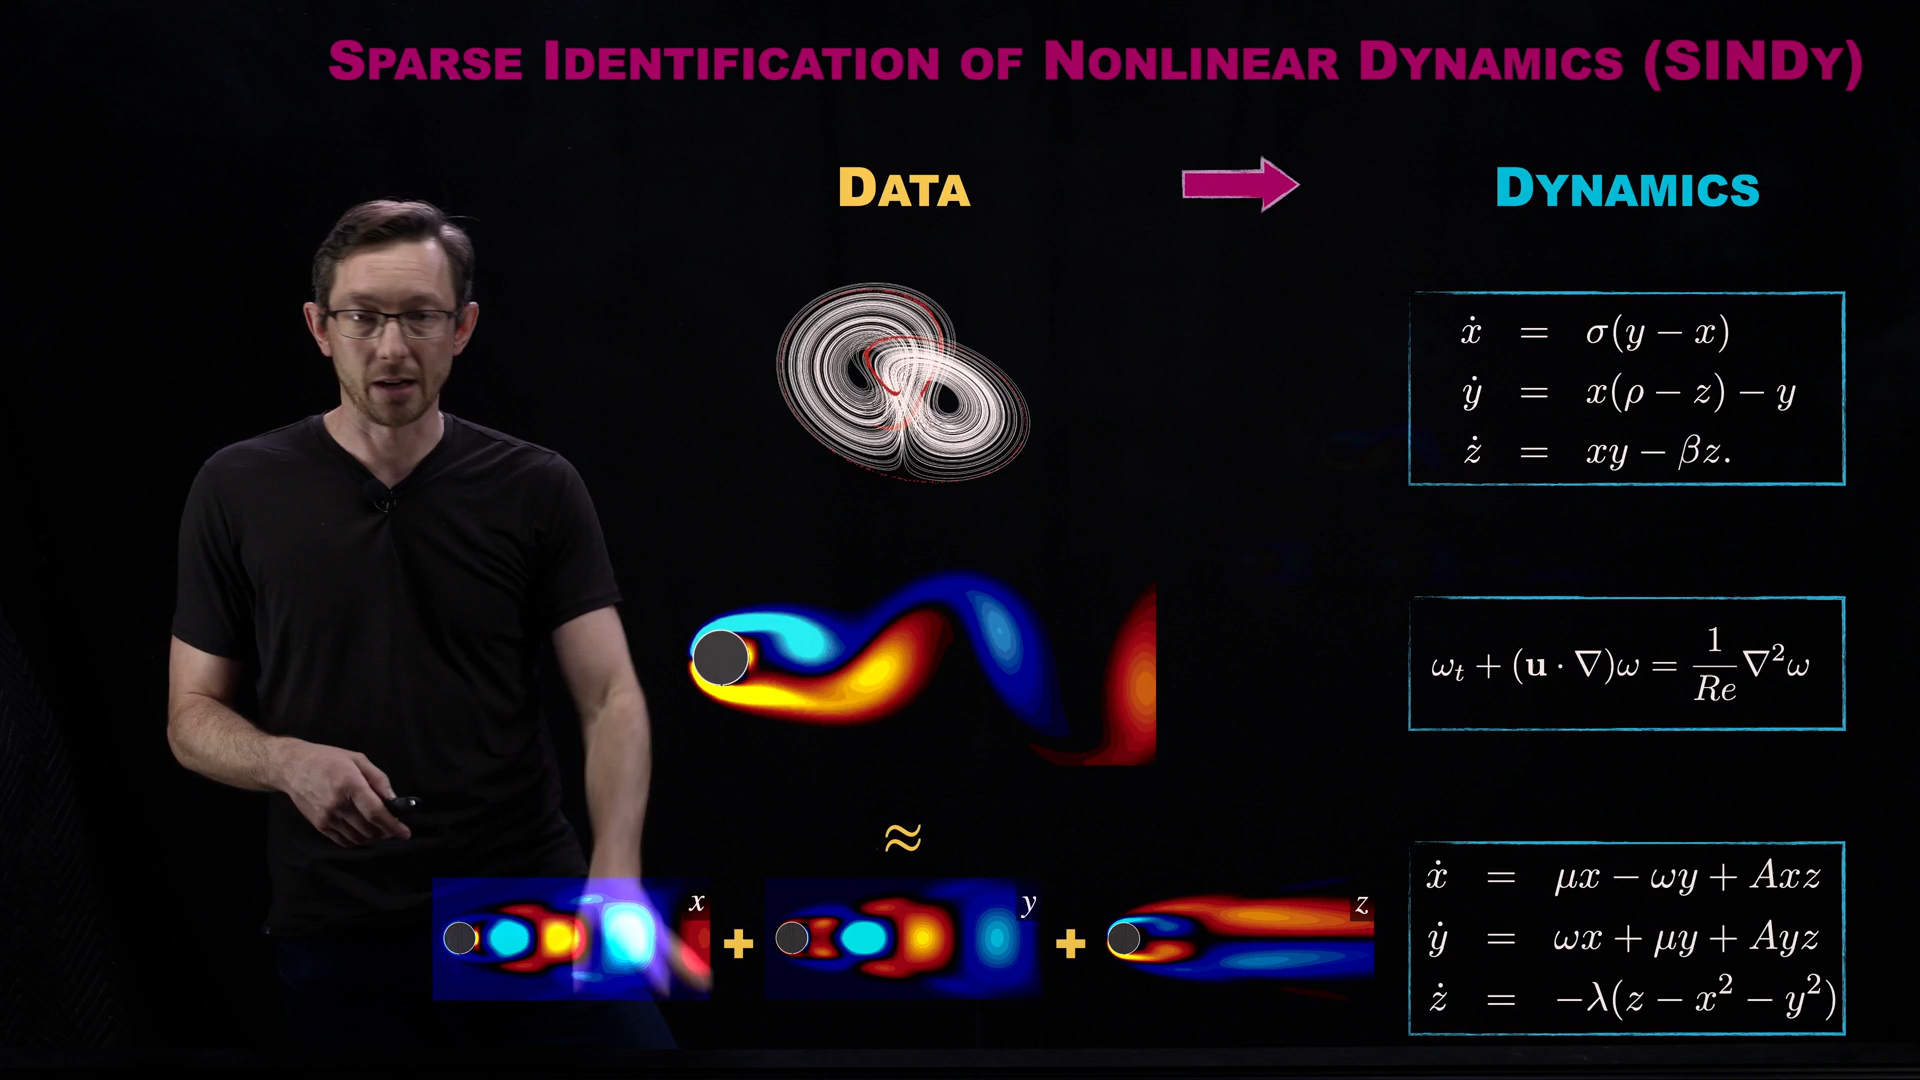 SPARSE IDENTIFICATION OF NONLINEAR DYNAMICS (SINDY)
DATA
DYNAMICS
ẋ = σ(y − x)
ẏ = x(ρ − z) − y
ż = xy − βz.
ωₜ + (u · ∇)ω = 1/Re ∇²ω
≈
x + y + z
ẋ = μx − ωy + Axz
ẏ = ωx + μy + Ayz
ż = −λ(z − x² − y²)